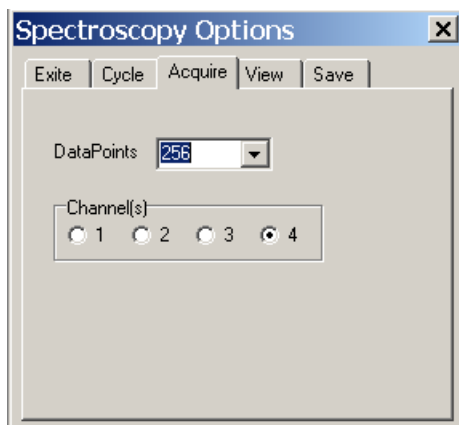 Spectroscopy Options
Exite Cycle Acquire View Save
DataPoints 256
Channel(s)
1 2 3 4